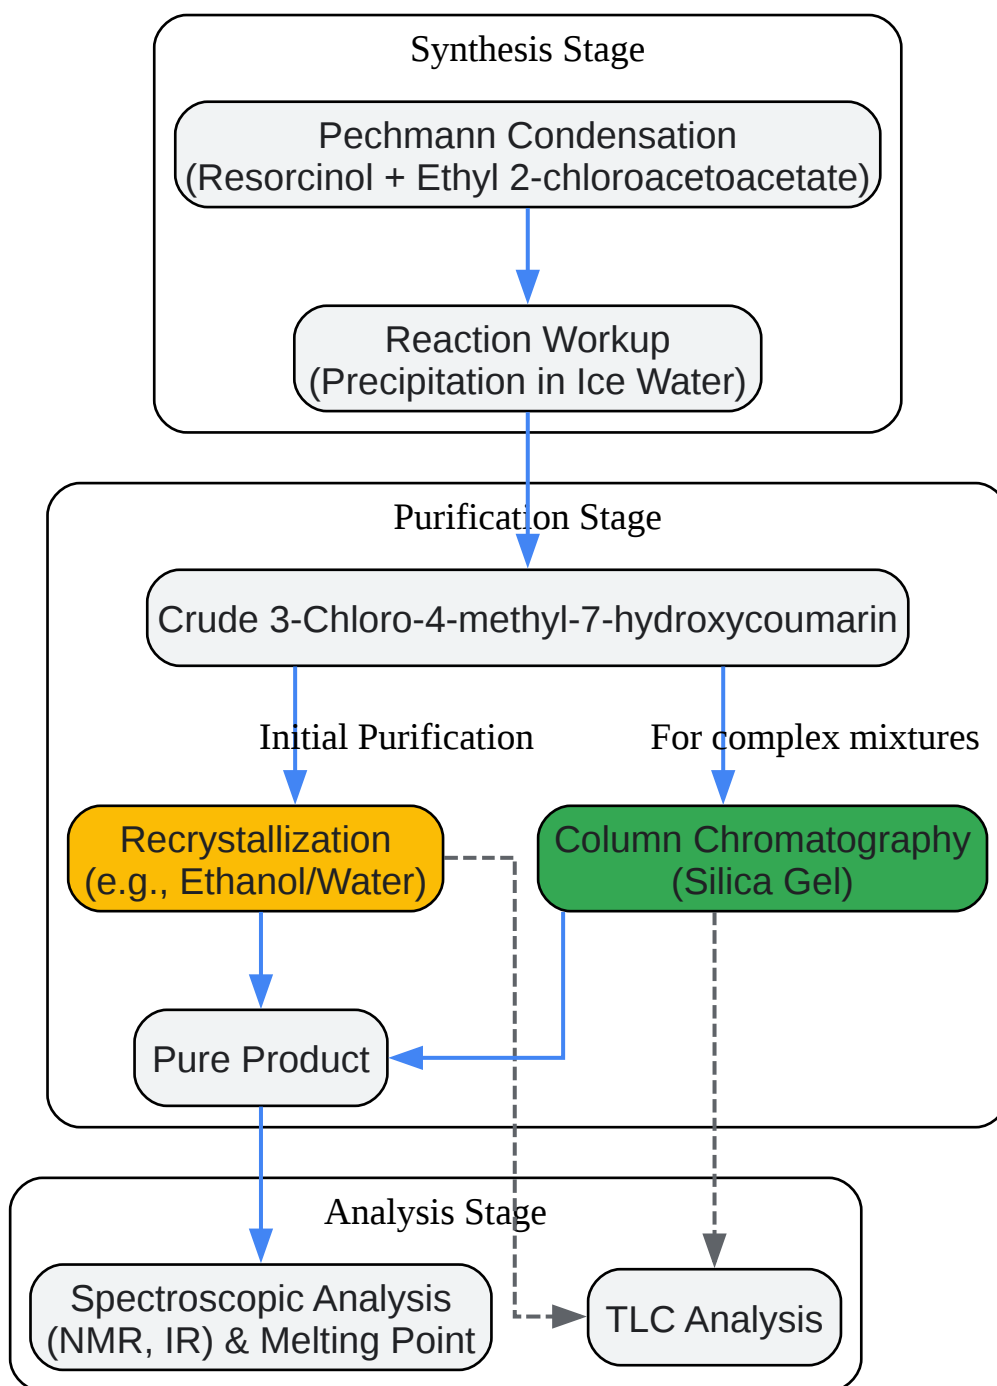 Synthesis Stage
Pechmann Condensation
(Resorcinol + Ethyl 2-chloroacetoacetate)
Reaction Workup
(Precipitation in Ice Water)
Purification Stage
Crude 3-Chloro-4-methyl-7-hydroxycoumarin
Initial Purification
For complex mixtures
Recrystallization
(e.g., Ethanol/Water)
Column Chromatography
(Silica Gel)
Pure Product
Analysis Stage
Spectroscopic Analysis
(NMR, IR) & Melting Point
TLC Analysis